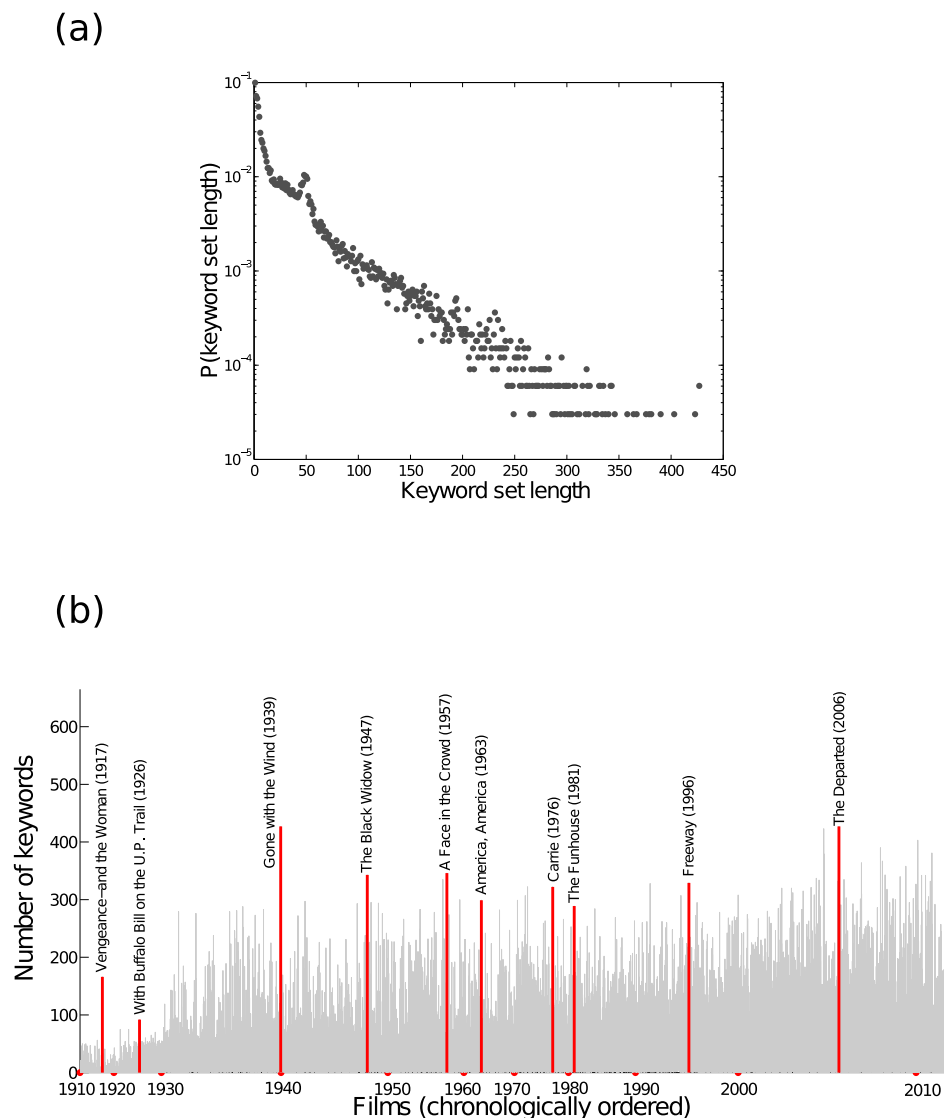 (a)
10⁻¹
10⁻²
10⁻³
10⁻⁴
10⁻⁵
P(keyword set length)
0 50 100 150 200 250 300 350 400 450
Keyword set length
(b)
600
500
400
300
200
100
0
Number of keywords
Vengeance–and the Woman (1917)
With Buffalo Bill on the U.P. Trail (1926)
Gone with the Wind (1939)
The Black Widow (1947)
A Face in the Crowd (1957)
America, America (1963)
Carrie (1976)
The Funhouse (1981)
Freeway (1996)
The Departed (2006)
1910 1920 1930 1940 1950 1960 1970 1980 1990 2000 2010
Films (chronologically ordered)